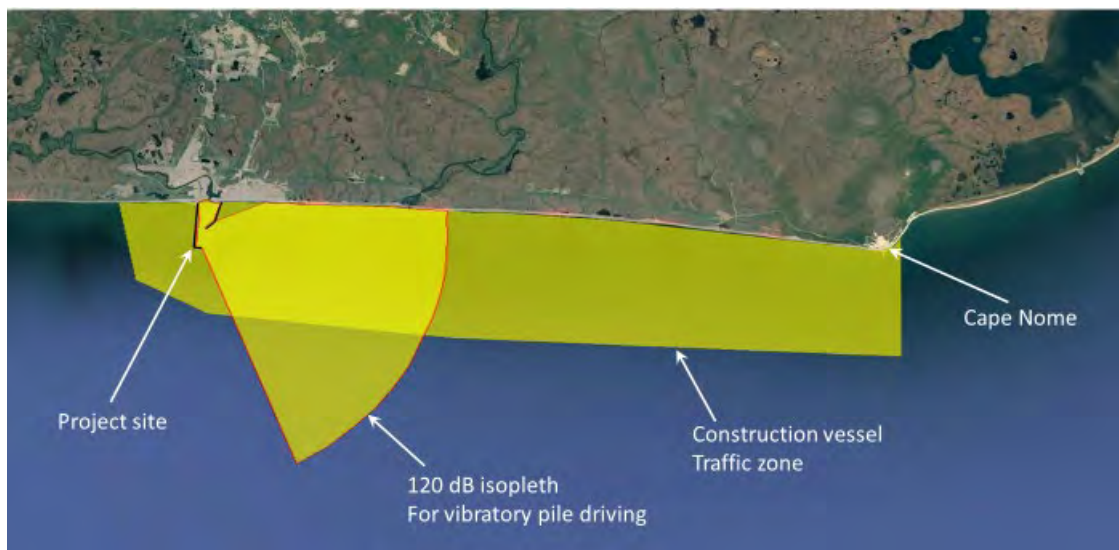 Cape Nome
Project site
Construction vessel
Traffic zone
120 dB isopleth
For vibratory pile driving